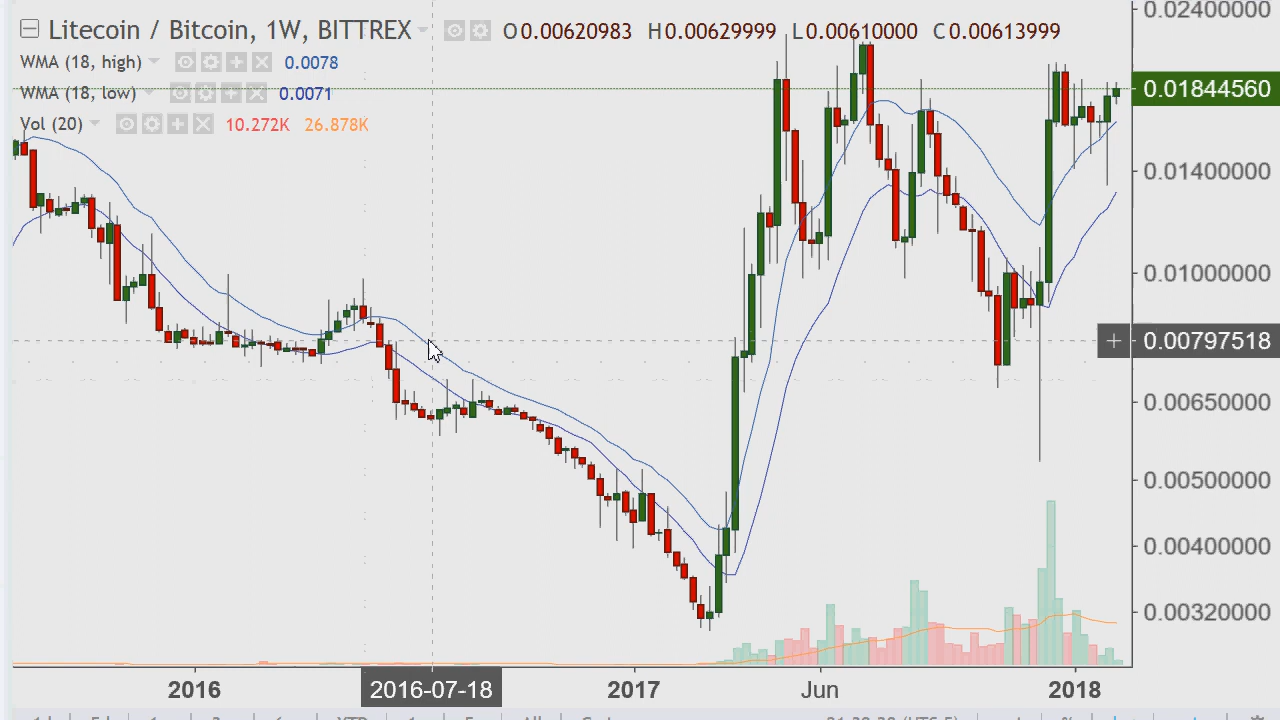 Litecoin / Bitcoin, 1W, BITTREX O0.00620983 H0.00629999 L0.00610000 C0.00613999
WMA (18, high) 0.0078
WMA (18, low) 0.0071
Vol (20) 10.272K 26.878K
0.02400000
0.01844560
0.01400000
0.01000000
0.00797518
0.00650000
0.00500000
0.00400000
0.00320000
2016 2016-07-18 2017 Jun 2018